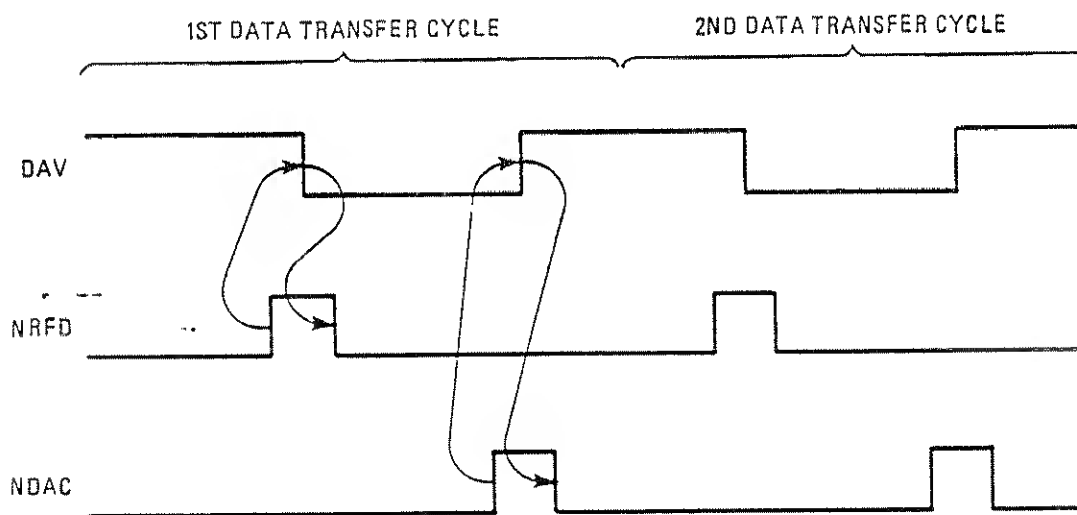 1ST DATA TRANSFER CYCLE
2ND DATA TRANSFER CYCLE
DAV
NRFD
NDAC